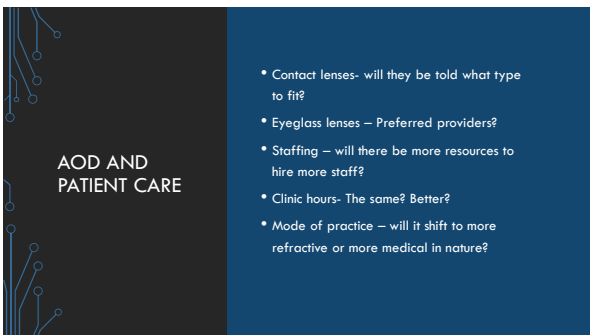 AOD AND
PATIENT CARE
• Contact lenses- will they be told what type
to fit?
• Eyeglass lenses – Preferred providers?
• Staffing – will there be more resources to
hire more staff?
• Clinic hours- The same? Better?
• Mode of practice – will it shift to more
refractive or more medical in nature?